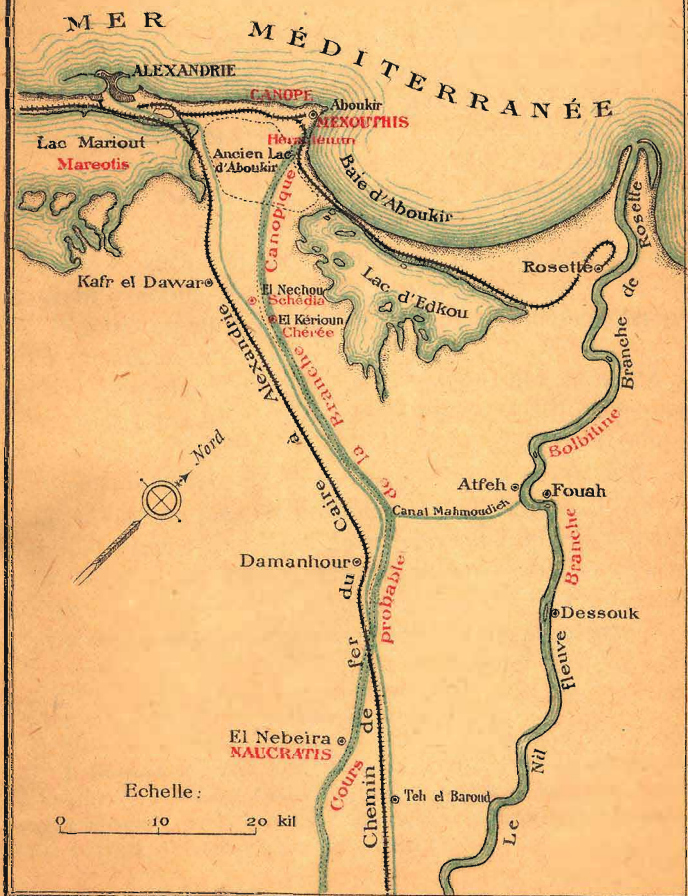 MER MÉDITERRANÉE
ALEXANDRIE
CANOPE
Aboukir
MENOUTHIS
Héracleium
Lac Mariout
Mareotis
Ancien Lac
d'Aboukir
Baie d'Aboukir
Kafr el Dawar
El Nechou
Schédia
El Kérioun
Chérée
Lac d'Edkou
Rosette
Branche de Rosette
Branche Bolbitine
Nord
Atfeh
Fouah
Canal Mahmoudieh
Damanhour
Dessouk
El Nebeira
NAUCRATIS
Teh el Baroud
Cours probable de la Branche Canopique
Chemin de fer du Caire à Alexandrie
Le Nil fleuve
Echelle:
0 10 20 kil